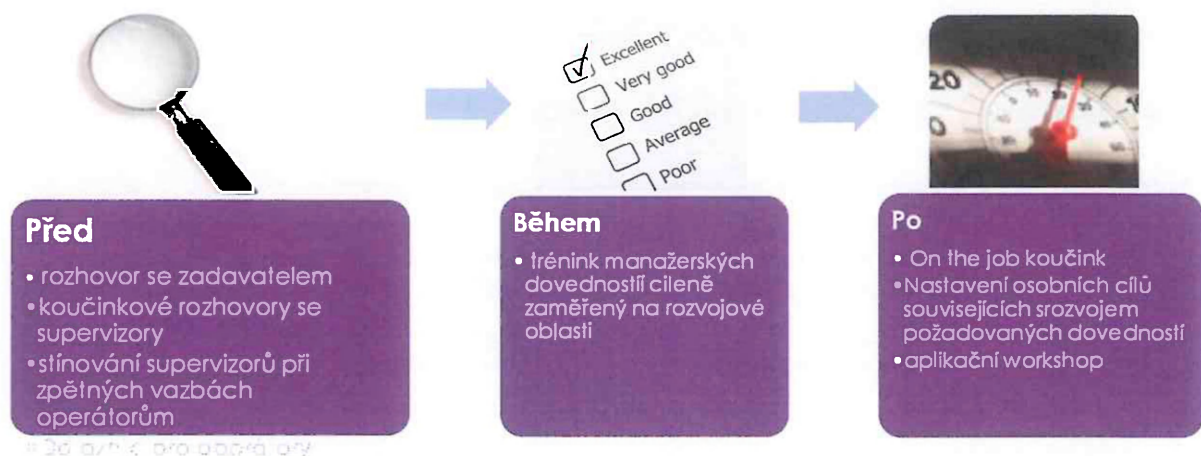 Excellent
Very good
Good
Average
Poor
20
Před
• rozhovor se zadavatelem
• koučinkové rozhovory se
supervizory
• stínování supervizorů při
zpětných vazbách
operátorům
Během
• trénink manažerských
dovedností cileně
zaměřený na rozvojové
oblasti
Po
• On the job koučink
• Nastavení osobních cílů
souvisejících srozvojem
požadovaných dovedností
• aplikační workshop